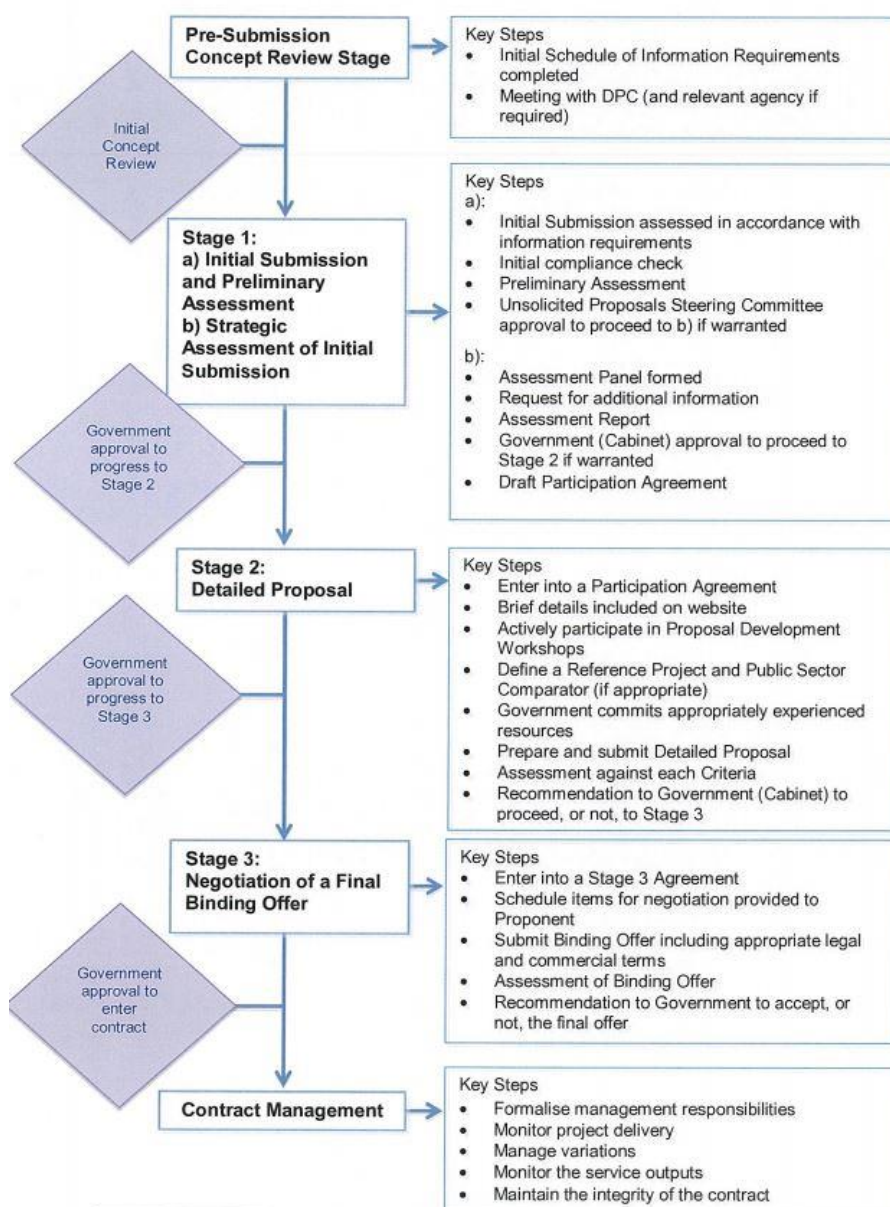 Pre-Submission
Concept Review Stage
Key Steps
• Initial Schedule of Information Requirements
completed
• Meeting with DPC (and relevant agency if
required)
Initial
Concept
Review
Stage 1:
a) Initial Submission
and Preliminary
Assessment
b) Strategic
Assessment of Initial
Submission
Key Steps
a):
• Initial Submission assessed in accordance with
information requirements
• Initial compliance check
• Preliminary Assessment
• Unsolicited Proposals Steering Committee
approval to proceed to b) if warranted
b):
• Assessment Panel formed
• Request for additional information
• Assessment Report
• Government (Cabinet) approval to proceed to
Stage 2 if warranted
• Draft Participation Agreement
Government
approval to
progress to
Stage 2
Stage 2:
Detailed Proposal
Key Steps
• Enter into a Participation Agreement
• Brief details included on website
• Actively participate in Proposal Development
Workshops
• Define a Reference Project and Public Sector
Comparator (if appropriate)
• Government commits appropriately experienced
resources
• Prepare and submit Detailed Proposal
• Assessment against each Criteria
• Recommendation to Government (Cabinet) to
proceed, or not, to Stage 3
Government
approval to
progress to
Stage 3
Stage 3:
Negotiation of a Final
Binding Offer
Key Steps
• Enter into a Stage 3 Agreement
• Schedule items for negotiation provided to
Proponent
• Submit Binding Offer including appropriate legal
and commercial terms
• Assessment of Binding Offer
• Recommendation to Government to accept, or
not, the final offer
Government
approval to
enter
contract
Contract Management
Key Steps
• Formalise management responsibilities
• Monitor project delivery
• Manage variations
• Monitor the service outputs
• Maintain the integrity of the contract